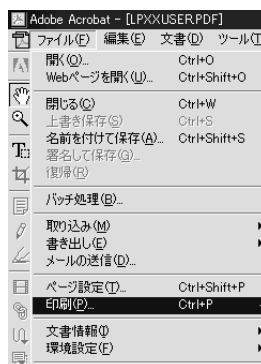 Adobe Acrobat - [LPXXUSER.PDF]
ファイル(F) 編集(E) 文書(D) ツール(T
開く(O)... Ctrl+O
Webページを開く(U)... Ctrl+Shift+O
閉じる(C) Ctrl+W
上書き保存(S) Ctrl+S
名前を付けて保存(A)... Ctrl+Shift+S
署名して保存(G)...
復帰(R)
バッチ処理(B)...
取り込み(M)
書き出し(E)
メールの送信(D)...
ページ設定(T)... Ctrl+Shift+P
印刷(P)... Ctrl+P
文書情報(I)
環境設定(F)